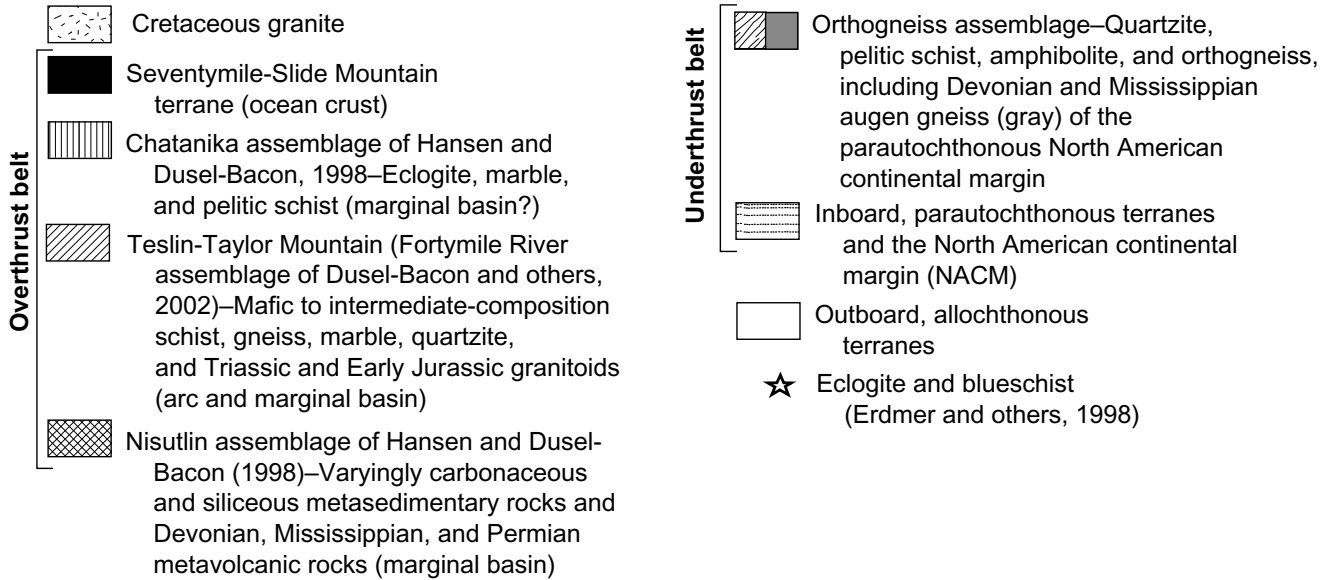 Cretaceous granite
Overthrust belt
Seventymile-Slide Mountain
terrane (ocean crust)
Chatanika assemblage of Hansen and
Dusel-Bacon, 1998–Eclogite, marble,
and pelitic schist (marginal basin?)
Teslin-Taylor Mountain (Fortymile River
assemblage of Dusel-Bacon and others,
2002)–Mafic to intermediate-composition
schist, gneiss, marble, quartzite,
and Triassic and Early Jurassic granitoids
(arc and marginal basin)
Nisutlin assemblage of Hansen and Dusel-
Bacon (1998)–Varyingly carbonaceous
and siliceous metasedimentary rocks and
Devonian, Mississippian, and Permian
metavolcanic rocks (marginal basin)
Underthrust belt
Orthogneiss assemblage–Quartzite,
pelitic schist, amphibolite, and orthogneiss,
including Devonian and Mississippian
augen gneiss (gray) of the
parautochthonous North American
continental margin
Inboard, parautochthonous terranes
and the North American continental
margin (NACM)
Outboard, allochthonous
terranes
Eclogite and blueschist
(Erdmer and others, 1998)